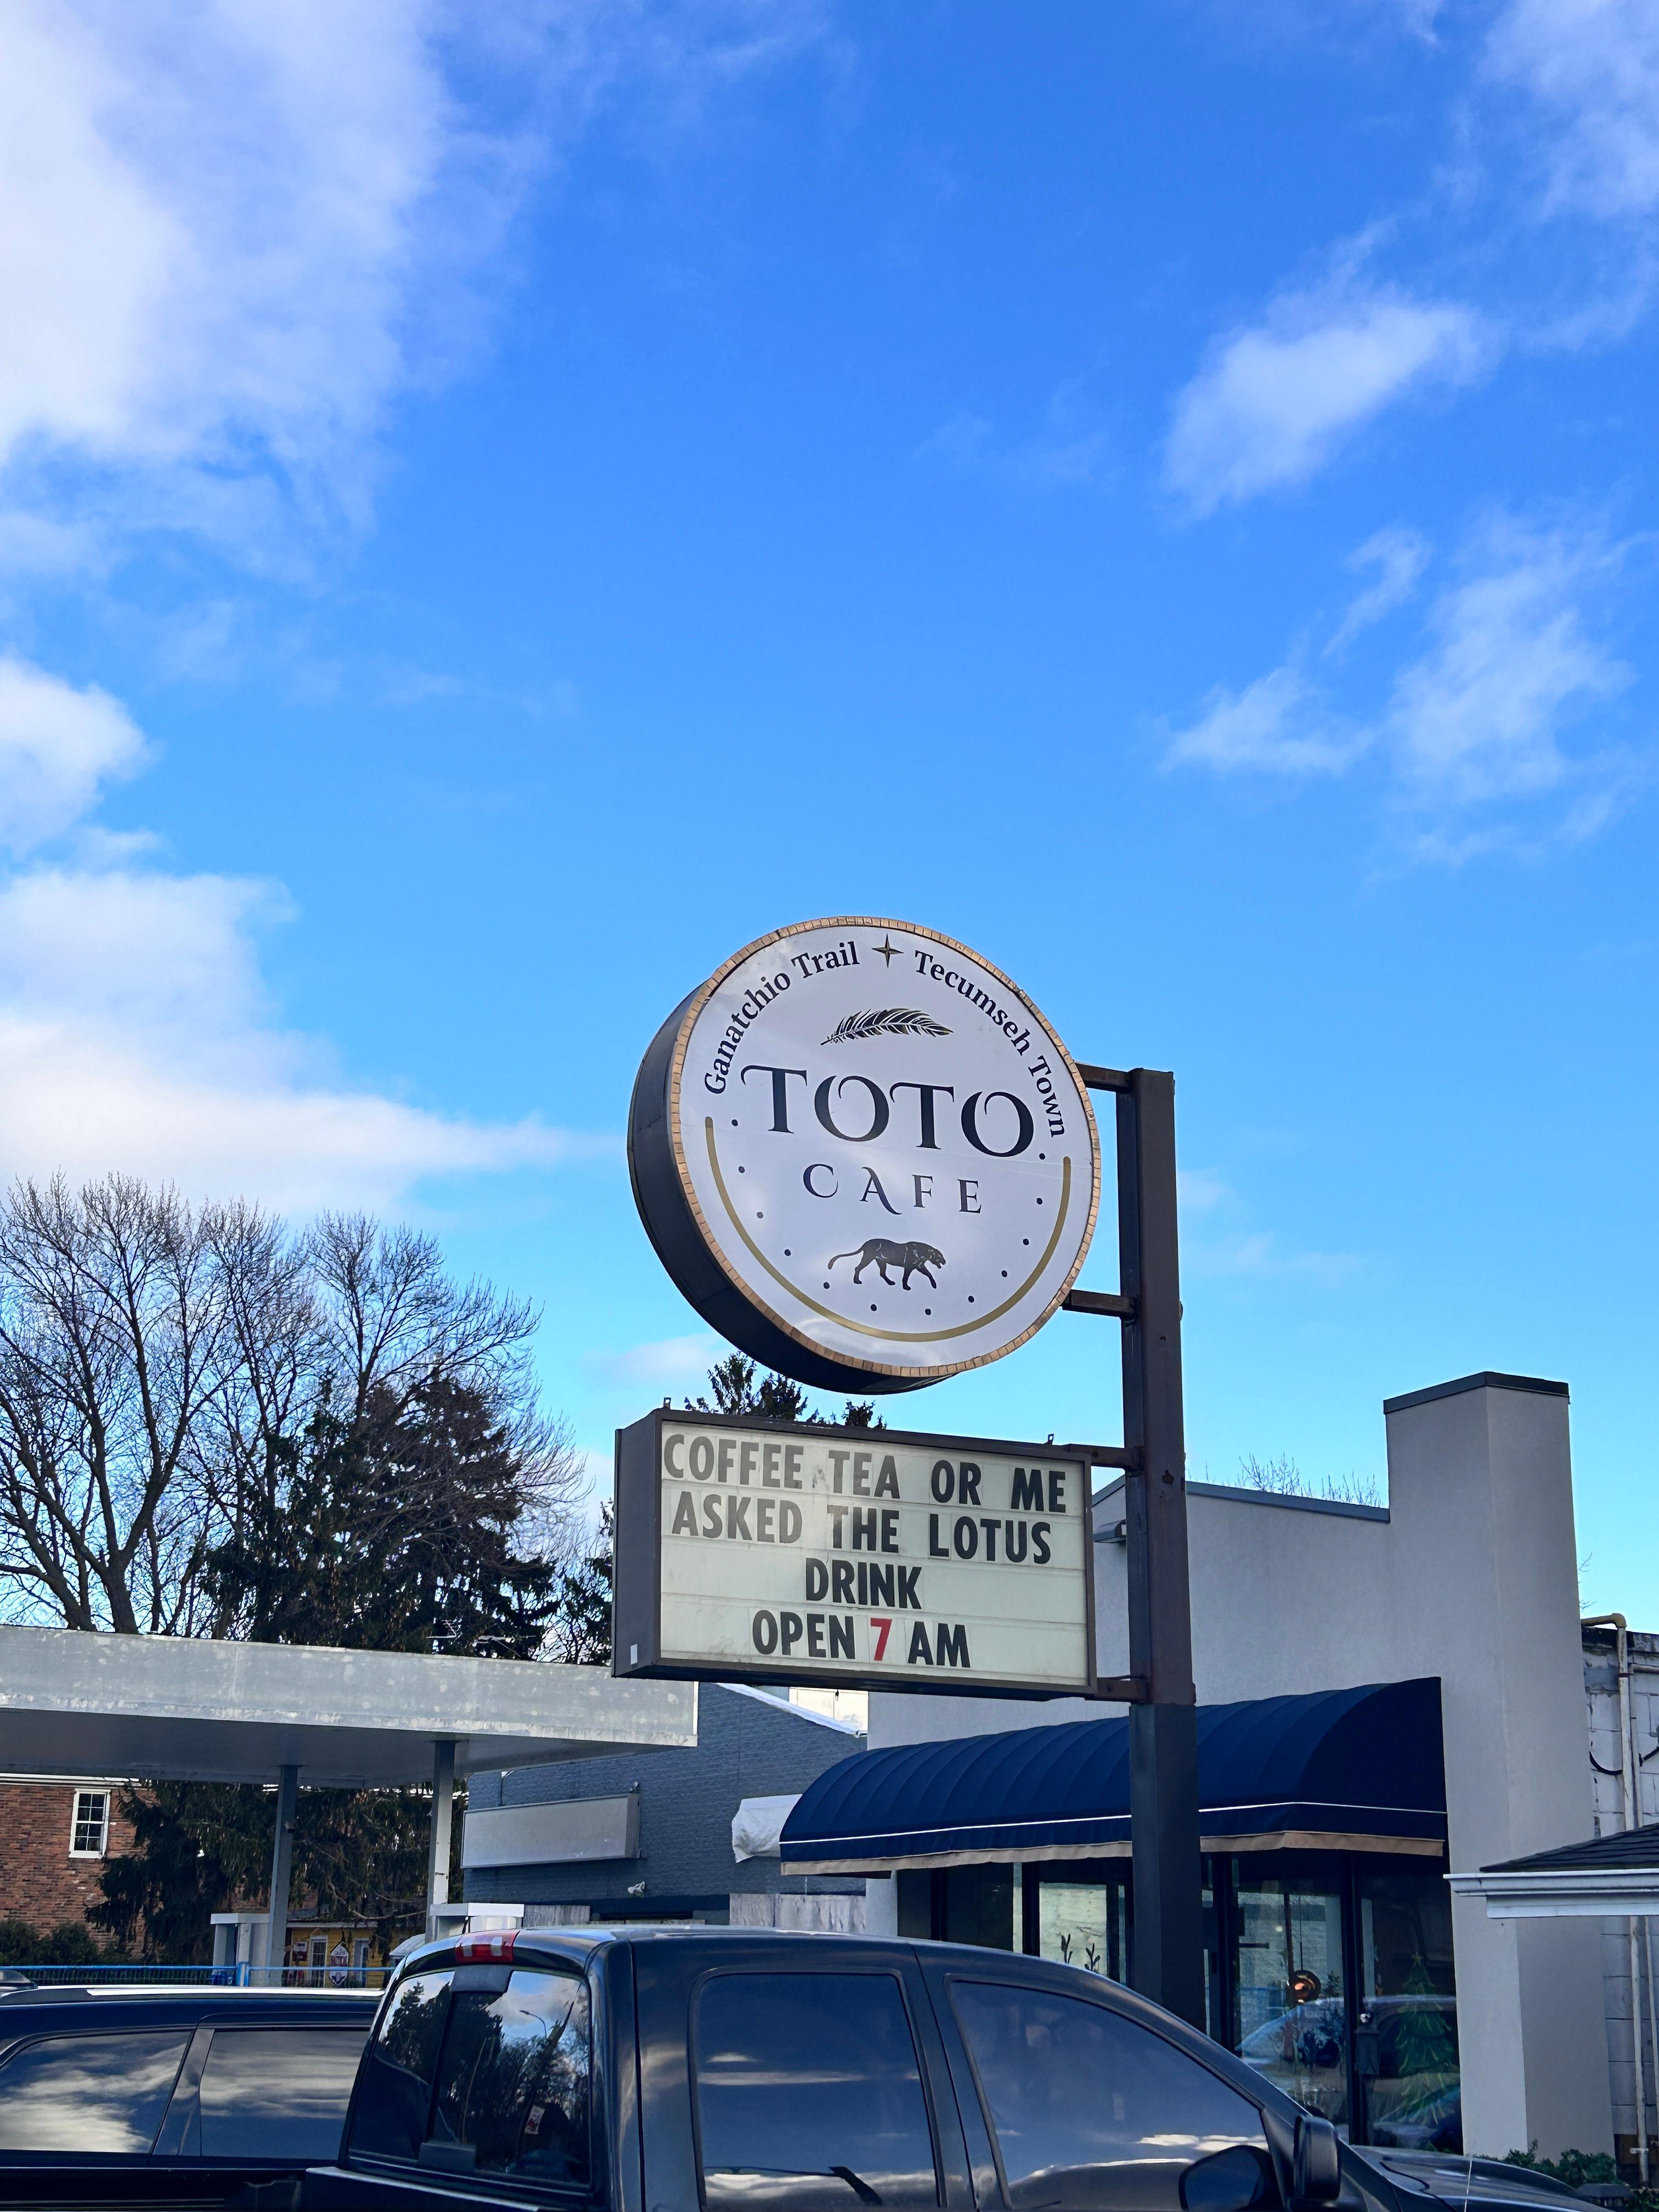 Ganatchio Trail Tecumseh Town
TOTO
CAFE
COFFEE TEA OR ME
ASKED THE LOTUS
DRINK
OPEN 7 AM